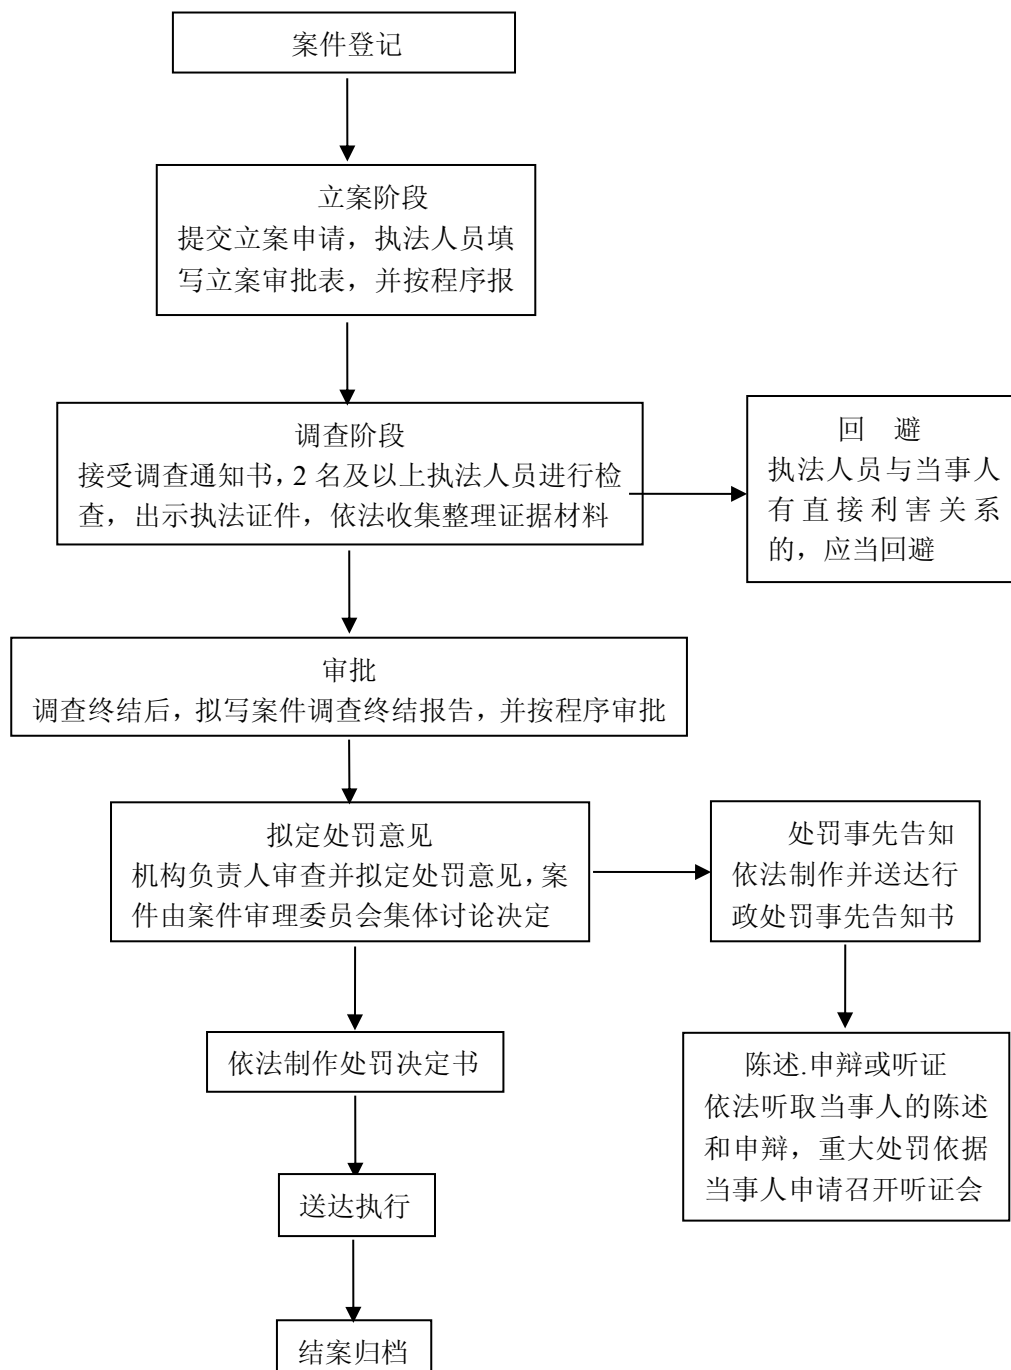 案件登记
立案阶段
提交立案申请，执法人员填
写立案审批表，并按程序报
调查阶段
接受调查通知书，2 名及以上执法人员进行检
查，出示执法证件，依法收集整理证据材料
回 避
执法人员与当事人
有直接利害关系
的，应当回避
审批
调查终结后，拟写案件调查终结报告，并按程序审批
拟定处罚意见
机构负责人审查并拟定处罚意见，案
件由案件审理委员会集体讨论决定
处罚事先告知
依法制作并送达行
政处罚事先告知书
依法制作处罚决定书
陈述.申辩或听证
依法听取当事人的陈述
和申辩，重大处罚依据
当事人申请召开听证会
送达执行
结案归档